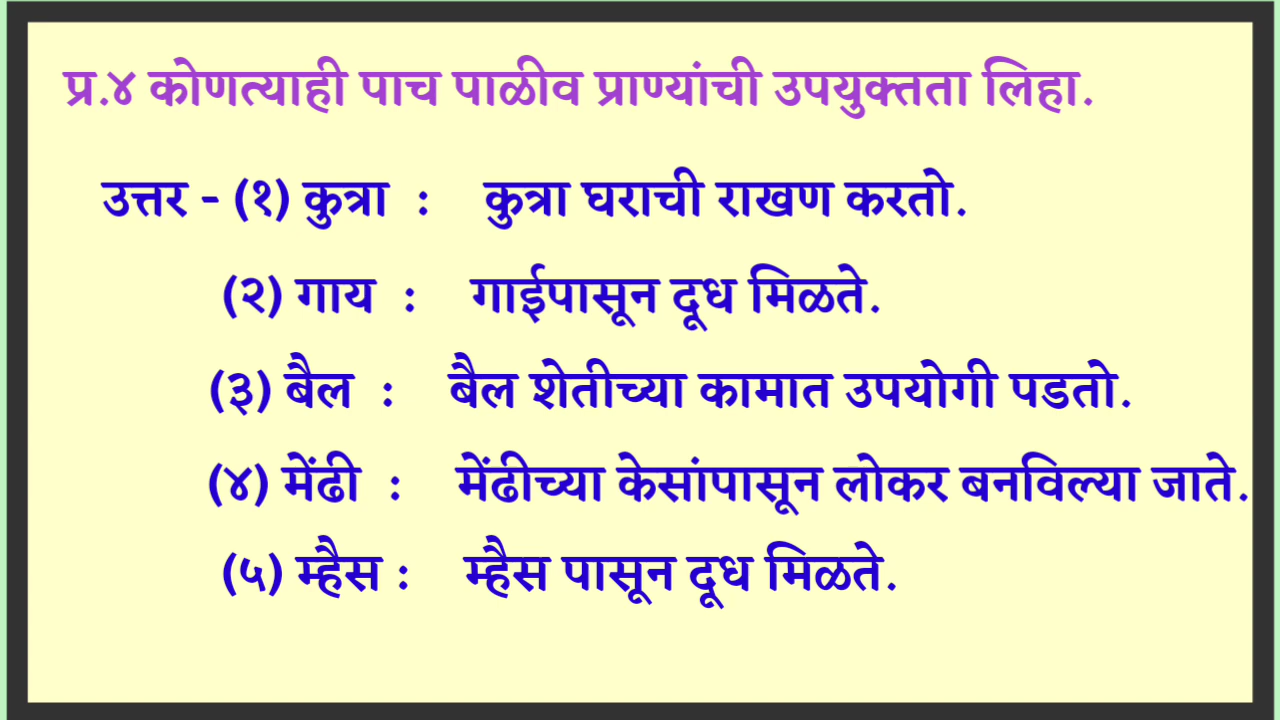 प्र.४ कोणत्याही पाच पाळीव प्राण्यांची उपयुक्तता लिहा.
उत्तर - (१) कुत्रा : कुत्रा घराची राखण करतो.
(२) गाय : गाईपासून दूध मिळते.
(३) बैल : बैल शेतीच्या कामात उपयोगी पडतो.
(४) मेंढी : मेंढीच्या केसांपासून लोकर बनविल्या जाते.
(५) म्हैस : म्हैस पासून दूध मिळते.